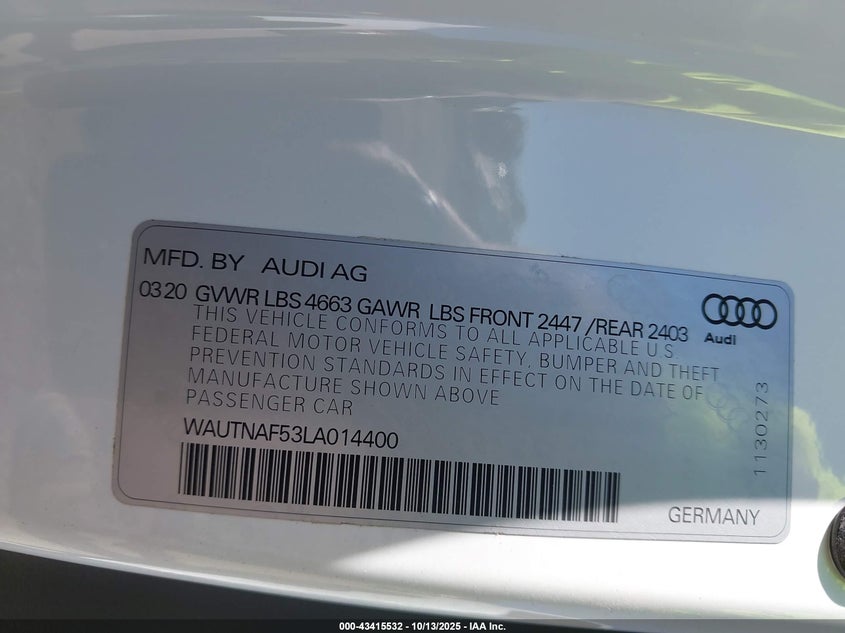 MFD. BY AUDI AG
03 20 GVWR LBS 4663 GAWR LBS FRONT 2447 / REAR 2403
THIS VEHICLE CONFORMS TO ALL APPLICABLE U.S.
FEDERAL MOTOR VEHICLE SAFETY, BUMPER AND THEFT
PREVENTION STANDARDS IN EFFECT ON THE DATE OF
MANUFACTURE SHOWN ABOVE
PASSENGER CAR
WAUTNAF53LA014400
Audi
1130273
GERMANY
000-43415532 - 10/13/2025 - IAA Inc.